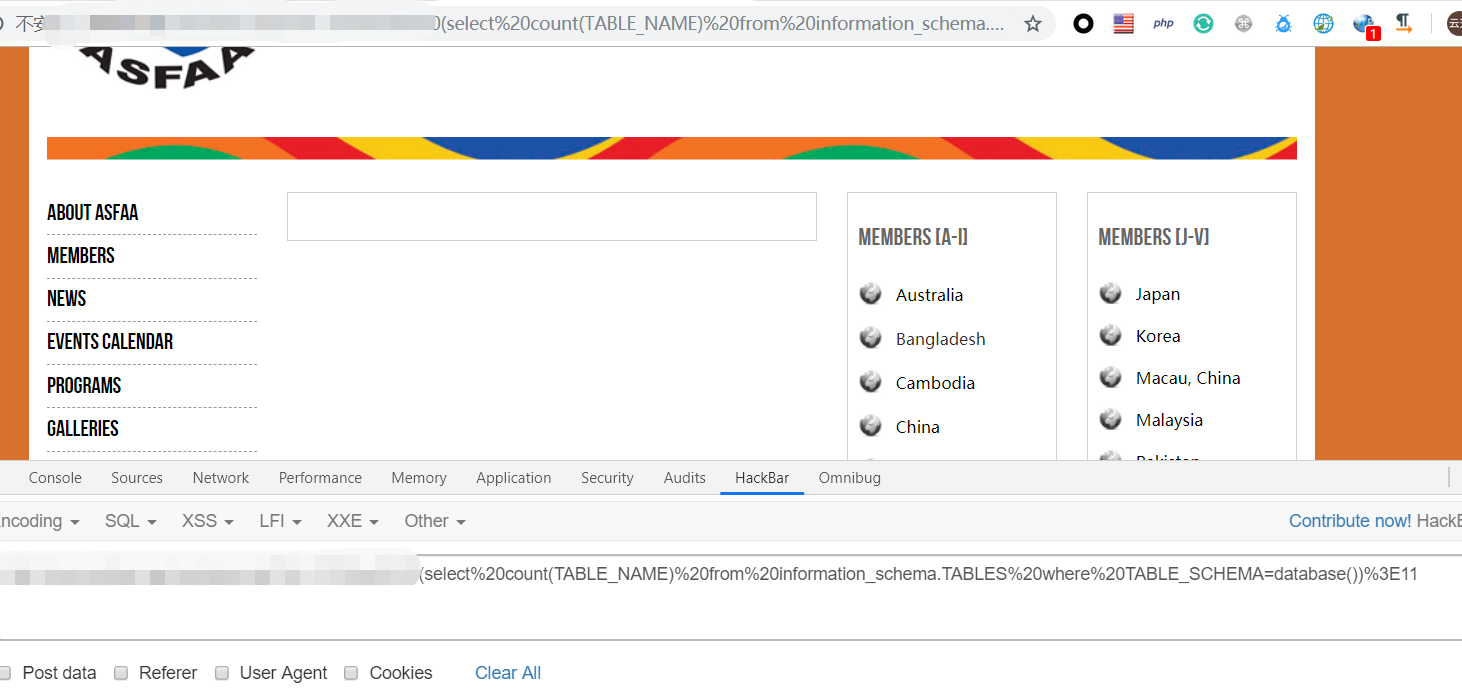 不安
0(select%20count(TABLE_NAME)%20from%20information_schema....
php
1
ASFAA
ABOUT ASFAA
MEMBERS
NEWS
EVENTS CALENDAR
PROGRAMS
GALLERIES
MEMBERS [A-I]
Australia
Bangladesh
Cambodia
China
MEMBERS [J-V]
Japan
Korea
Macau, China
Malaysia
Pakistan
Console Sources Network Performance Memory Application Security Audits HackBar Omnibug
ncoding SQL XSS LFI XXE Other Contribute now! HackB
(select%20count(TABLE_NAME)%20from%20information_schema.TABLES%20where%20TABLE_SCHEMA=database())%3E11
Post data Referer User Agent Cookies Clear All